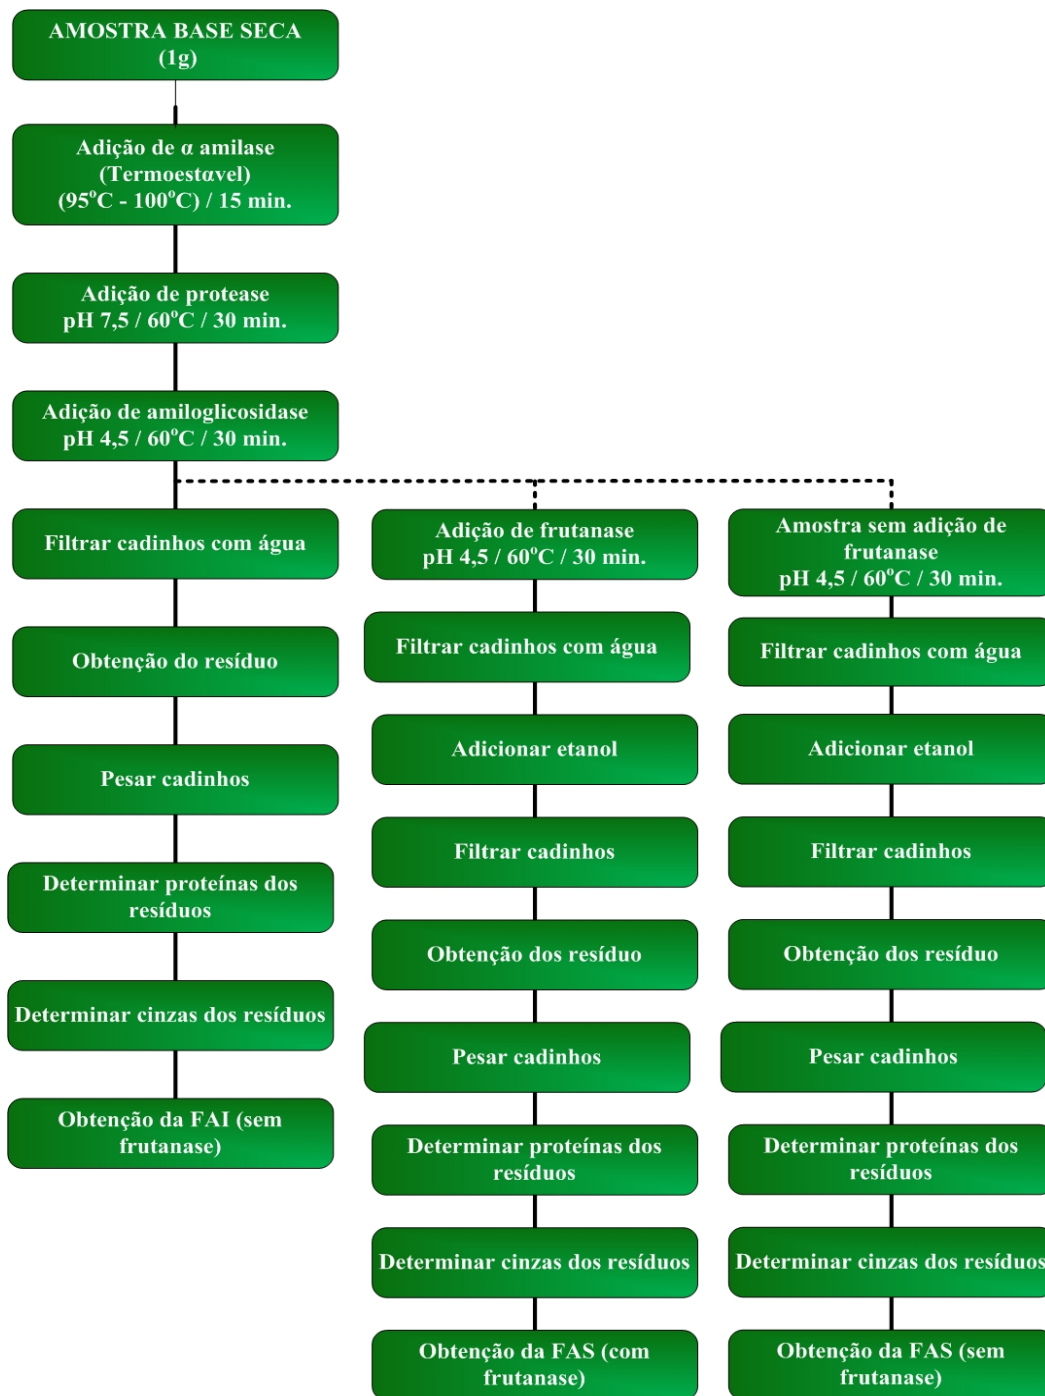 AMOSTRA BASE SECA
(1g)
Adição de α amilase
(Termoestαvel)
(95°C - 100°C) / 15 min.
Adição de protease
pH 7,5 / 60°C / 30 min.
Adição de amiloglicosidase
pH 4,5 / 60°C / 30 min.
Filtrar cadinhos com água
Obtenção do resíduo
Pesar cadinhos
Determinar proteínas dos
resíduos
Determinar cinzas dos resíduos
Obtenção da FAI (sem
frutanase)
Adição de frutanase
pH 4,5 / 60°C / 30 min.
Filtrar cadinhos com água
Adicionar etanol
Filtrar cadinhos
Obtenção dos resíduo
Pesar cadinhos
Determinar proteínas dos
resíduos
Determinar cinzas dos resíduos
Obtenção da FAS (com
frutanase)
Amostra sem adição de
frutanase
pH 4,5 / 60°C / 30 min.
Filtrar cadinhos com água
Adicionar etanol
Filtrar cadinhos
Obtenção dos resíduo
Pesar cadinhos
Determinar proteínas dos
resíduos
Determinar cinzas dos resíduos
Obtenção da FAS (sem
frutanase)